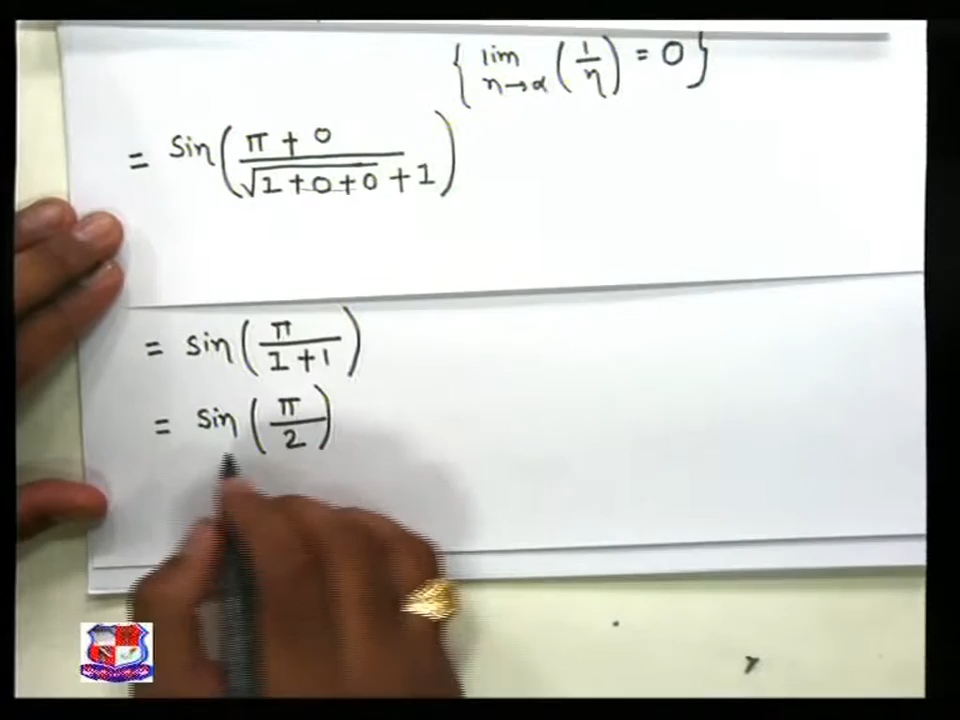 { lim n→α (1/n) = 0 }
= sin( (π + 0) / (√(1+0+0) + 1) )
= sin( π / (1+1) )
= sin( π / 2 )